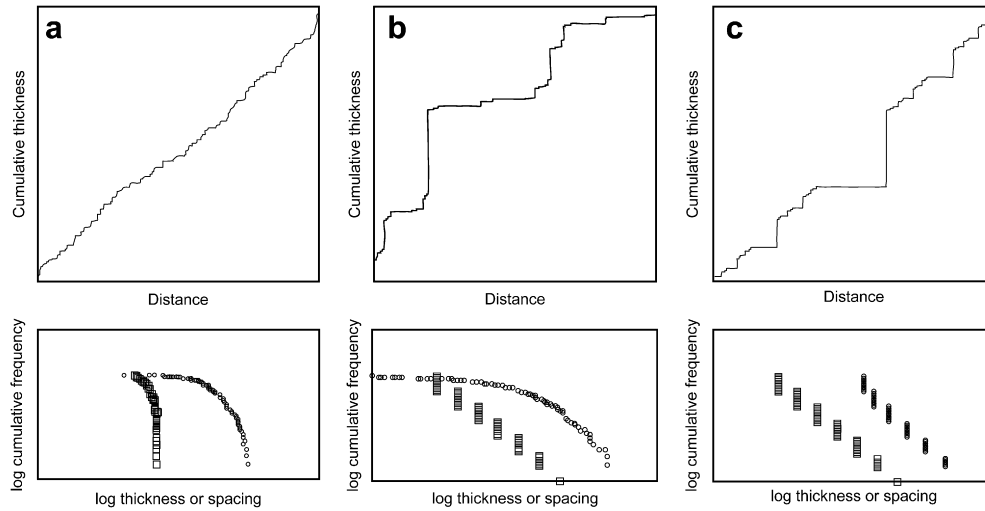 a
b
c
Cumulative thickness
Cumulative thickness
Cumulative thickness
Distance
Distance
Distance
log cumulative frequency
log cumulative frequency
log cumulative frequency
log thickness or spacing
log thickness or spacing
log thickness or spacing